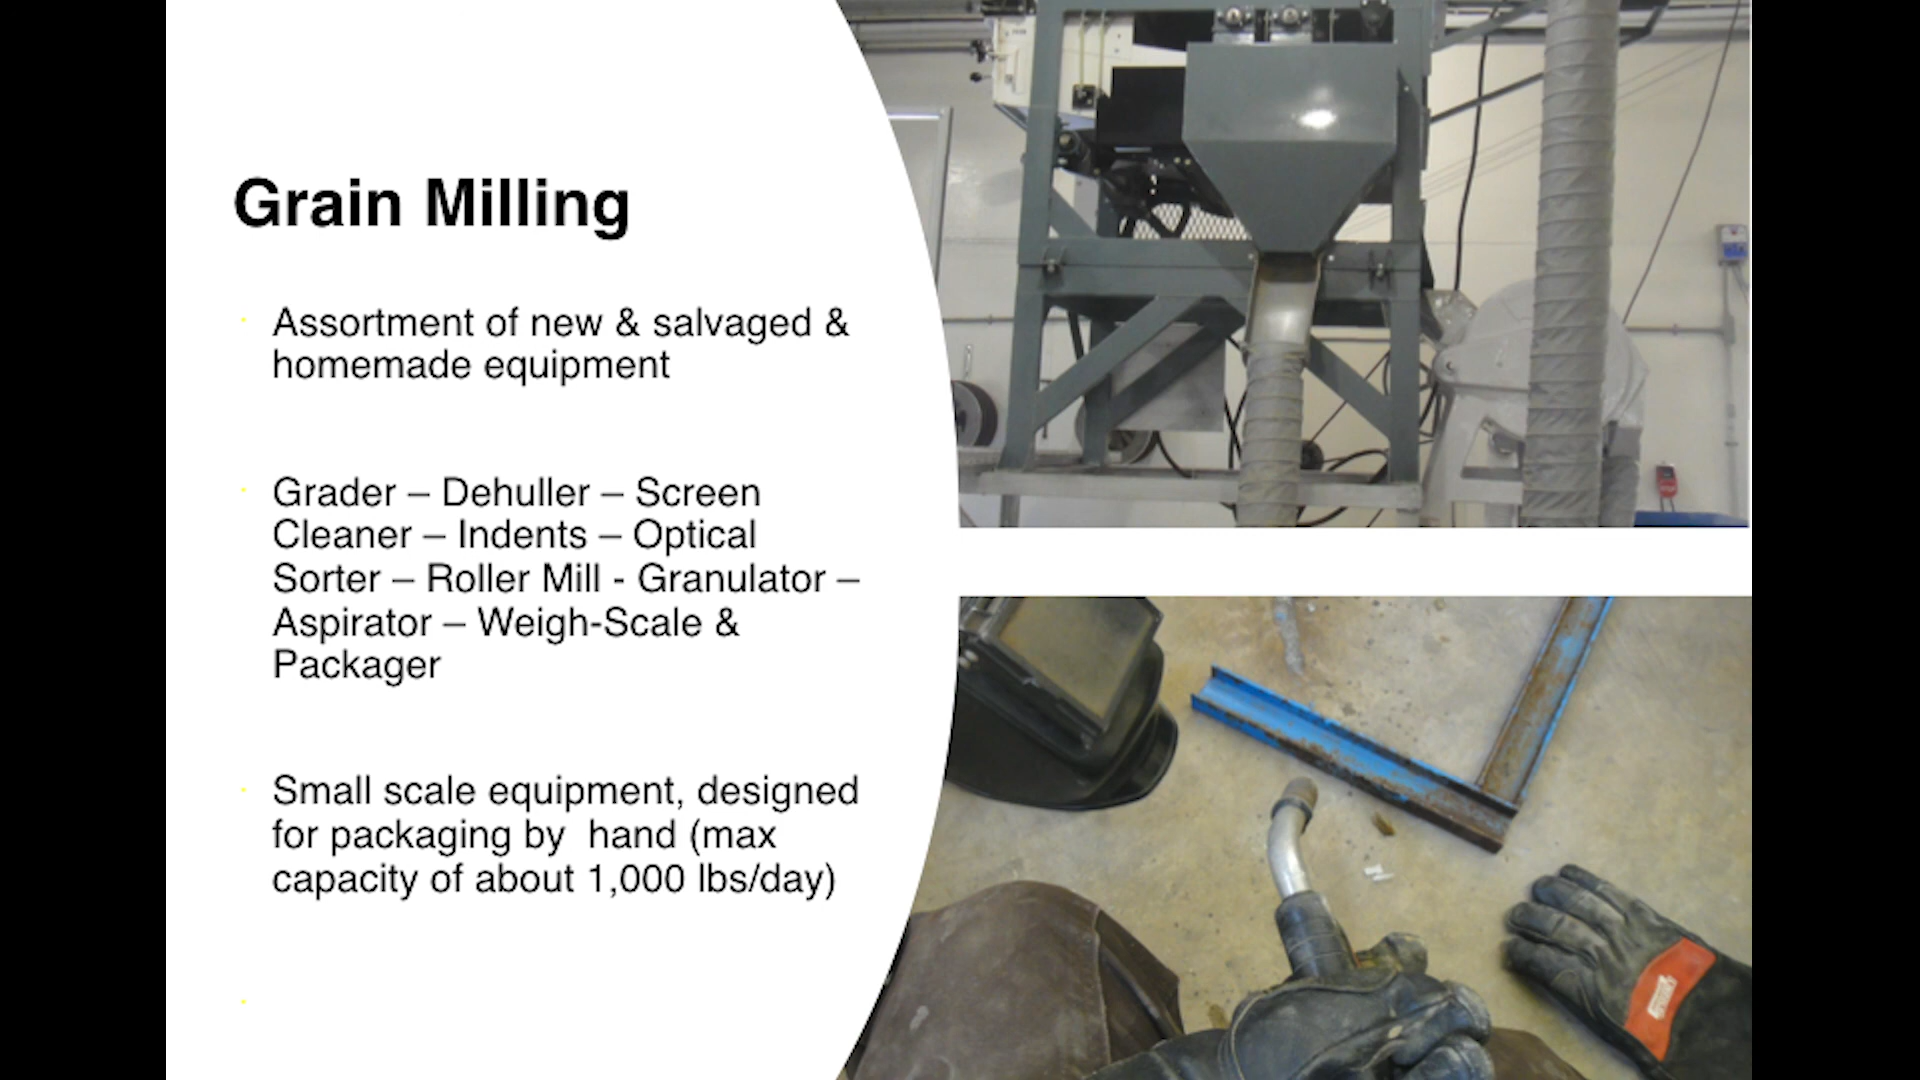 Grain Milling
Assortment of new & salvaged &
homemade equipment
Grader – Dehuller – Screen
Cleaner – Indents – Optical
Sorter – Roller Mill - Granulator –
Aspirator – Weigh-Scale &
Packager
Small scale equipment, designed
for packaging by  hand (max
capacity of about 1,000 lbs/day)